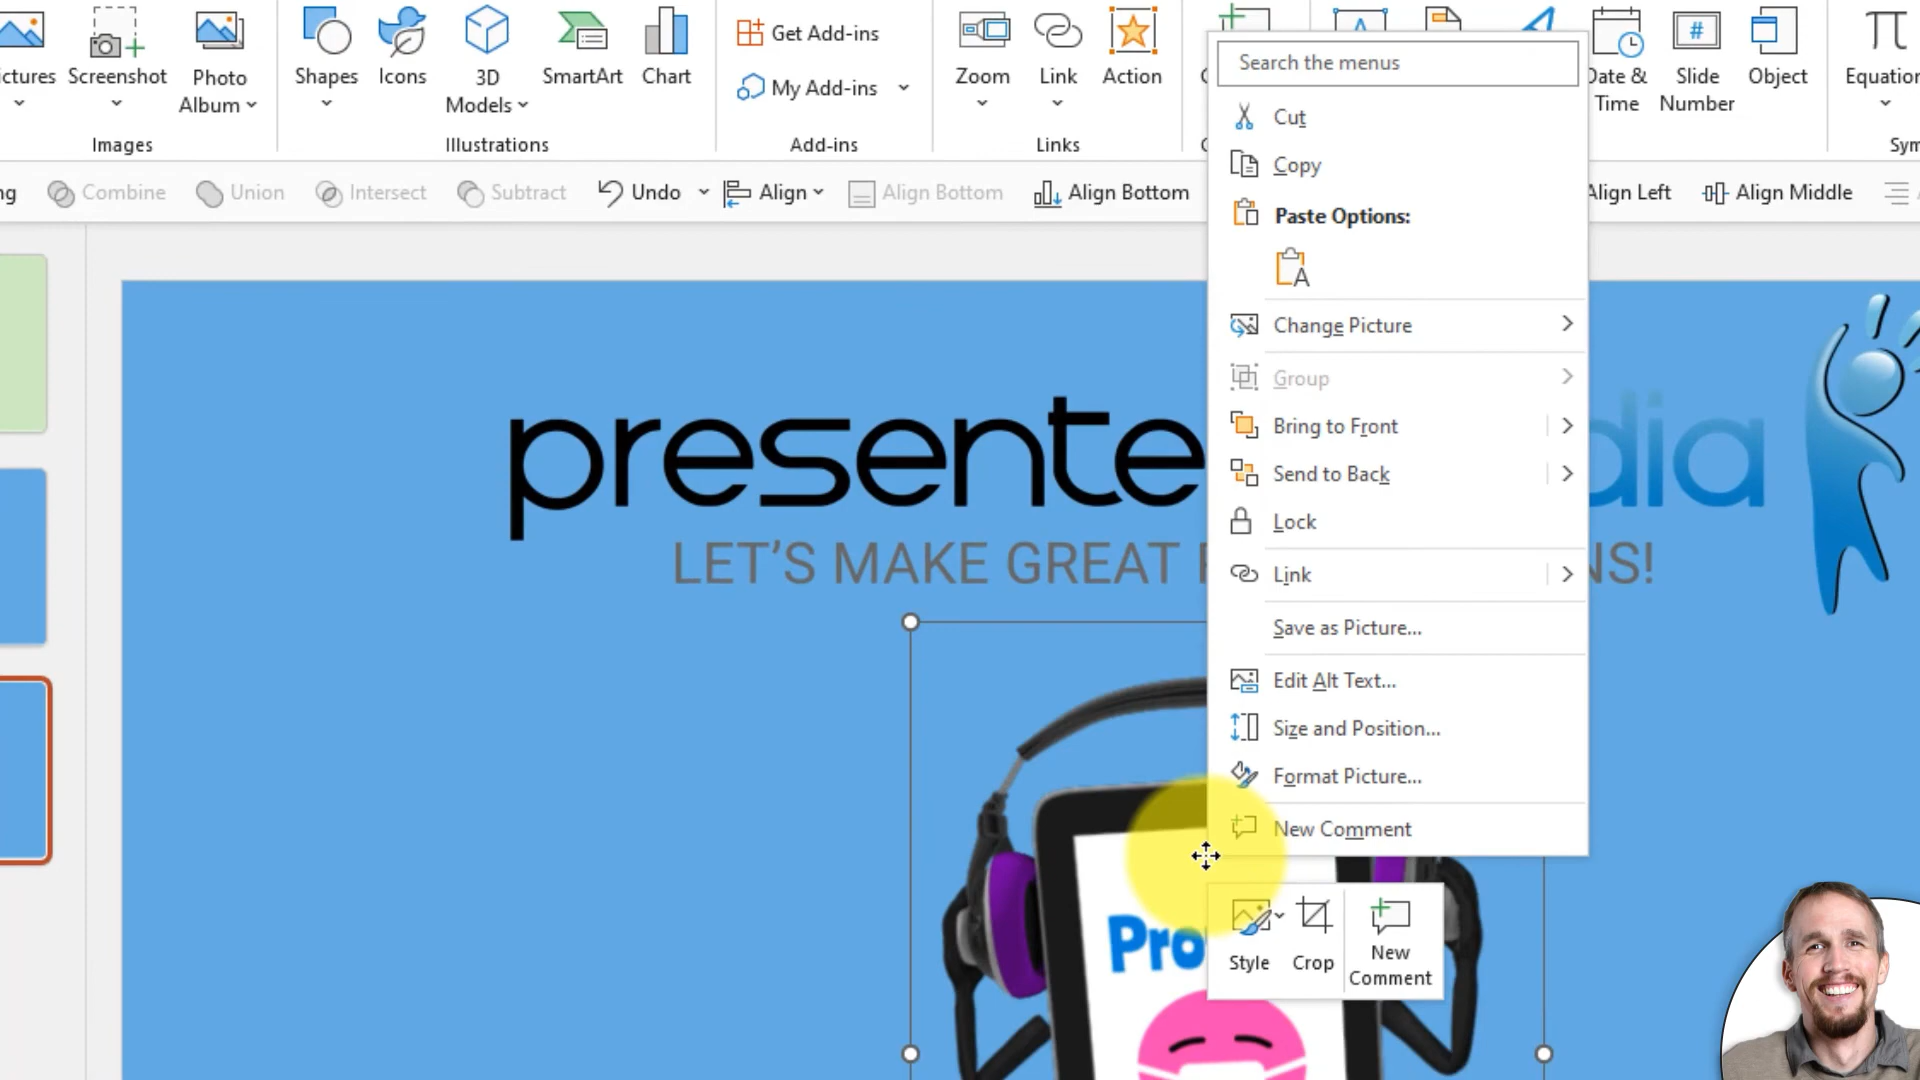 ictures
Screenshot
Photo
Album
Shapes
Icons
3D
Models
SmartArt
Chart
Get Add-ins
My Add-ins
Zoom
Link
Action
Date &
Time
Slide
Number
Object
Equation
Images
Illustrations
Add-ins
Links
Sym
ng
Combine
Union
Intersect
Subtract
Undo
Align
Align Bottom
Align Bottom
Align Left
Align Middle
Search the menus
Cut
Copy
Paste Options:
A
Change Picture
Group
Bring to Front
Send to Back
Lock
Link
Save as Picture...
Edit Alt Text...
Size and Position...
Format Picture...
New Comment
Style
Crop
New
Comment
presente dia
LET'S MAKE GREAT NS!
Pro